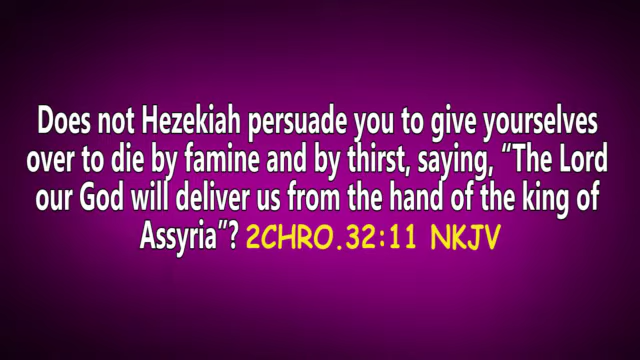 Does not Hezekiah persuade you to give yourselves
over to die by famine and by thirst, saying, “The Lord
our God will deliver us from the hand of the king of
Assyria”? 2CHRO.32:11 NKJV